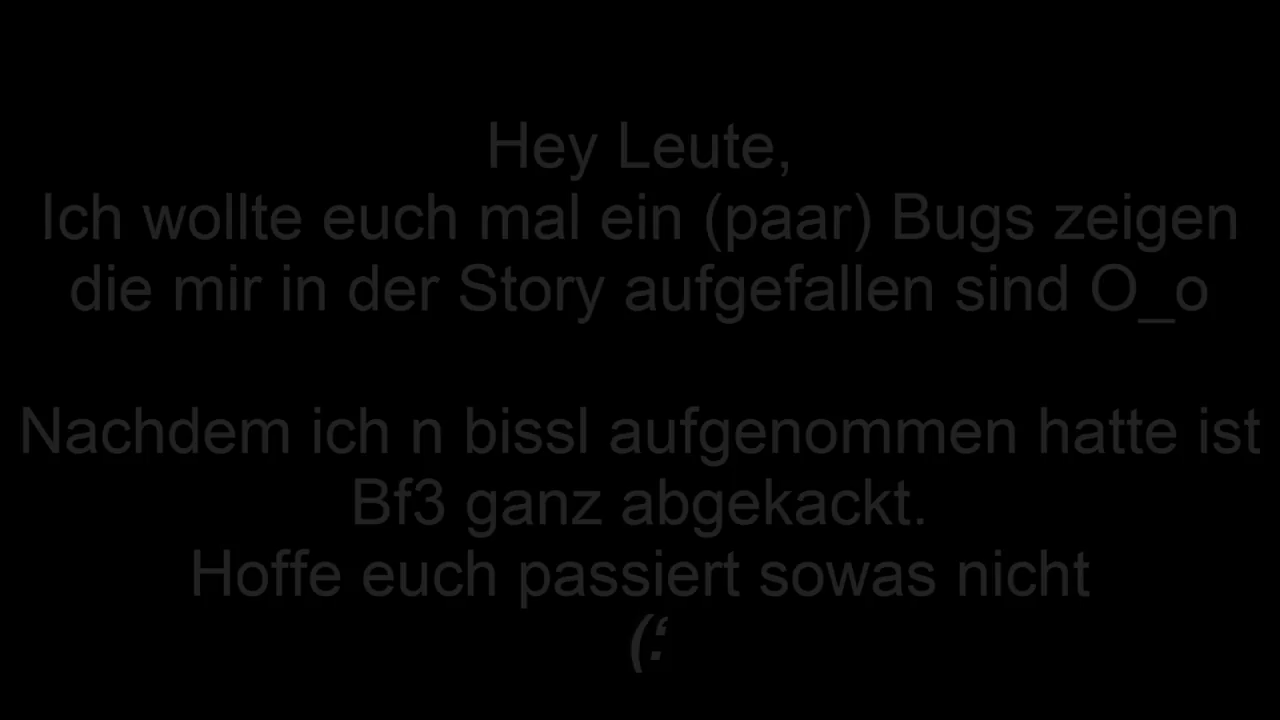 Hey Leute,
Ich wollte euch mal ein (paar) Bugs zeigen
die mir in der Story aufgefallen sind O_o
Nachdem ich n bissl aufgenommen hatte ist
Bf3 ganz abgekackt.
Hoffe euch passiert sowas nicht
(:‘